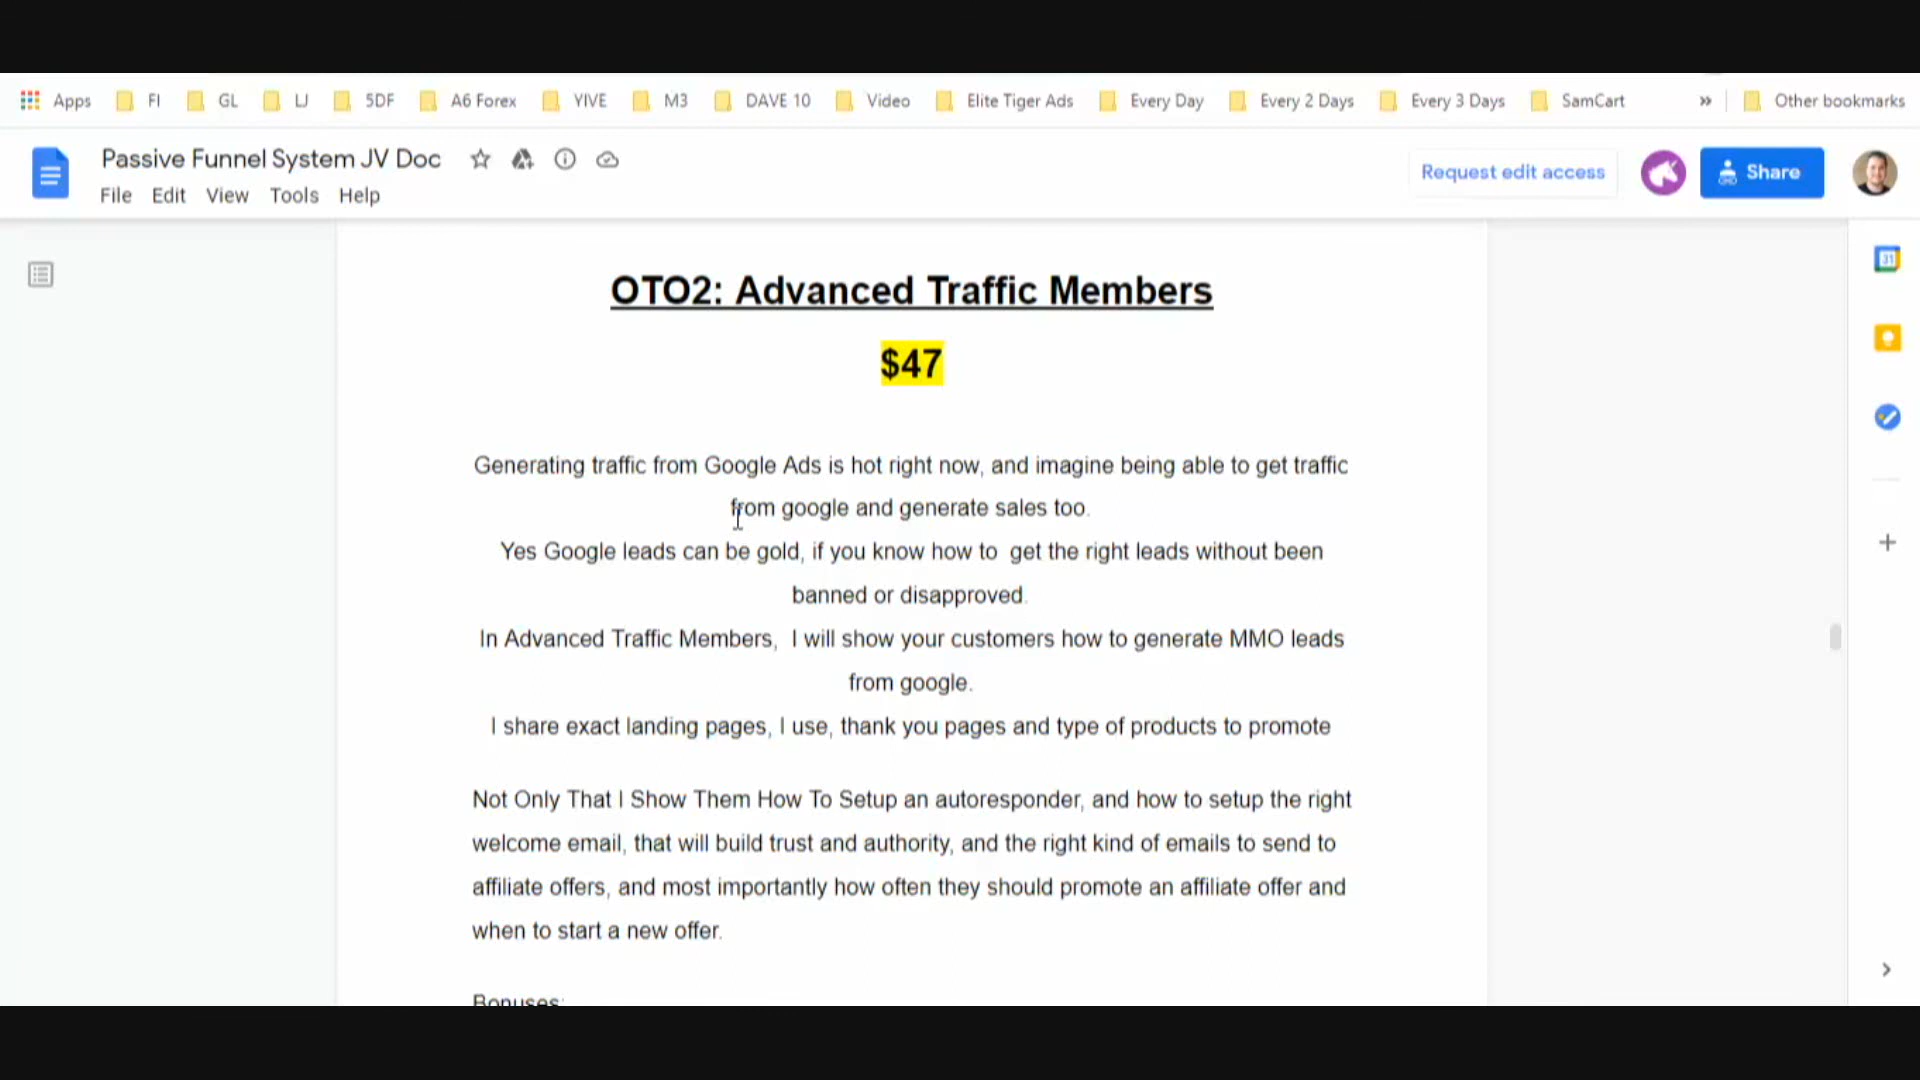 Apps FI GL LJ 5DF A6 Forex YIVE M3 DAVE 10 Video Elite Tiger Ads Every Day Every 2 Days Every 3 Days SamCart » Other bookmarks
Passive Funnel System JV Doc
File Edit View Tools Help
Request edit access
Share
31
OTO2: Advanced Traffic Members
$47
Generating traffic from Google Ads is hot right now, and imagine being able to get traffic
from google and generate sales too.
Yes Google leads can be gold, if you know how to  get the right leads without been
banned or disapproved.
In Advanced Traffic Members,  I will show your customers how to generate MMO leads
from google.
I share exact landing pages, I use, thank you pages and type of products to promote
Not Only That I Show Them How To Setup an autoresponder, and how to setup the right
welcome email, that will build trust and authority, and the right kind of emails to send to
affiliate offers, and most importantly how often they should promote an affiliate offer and
when to start a new offer.
Bonuses: